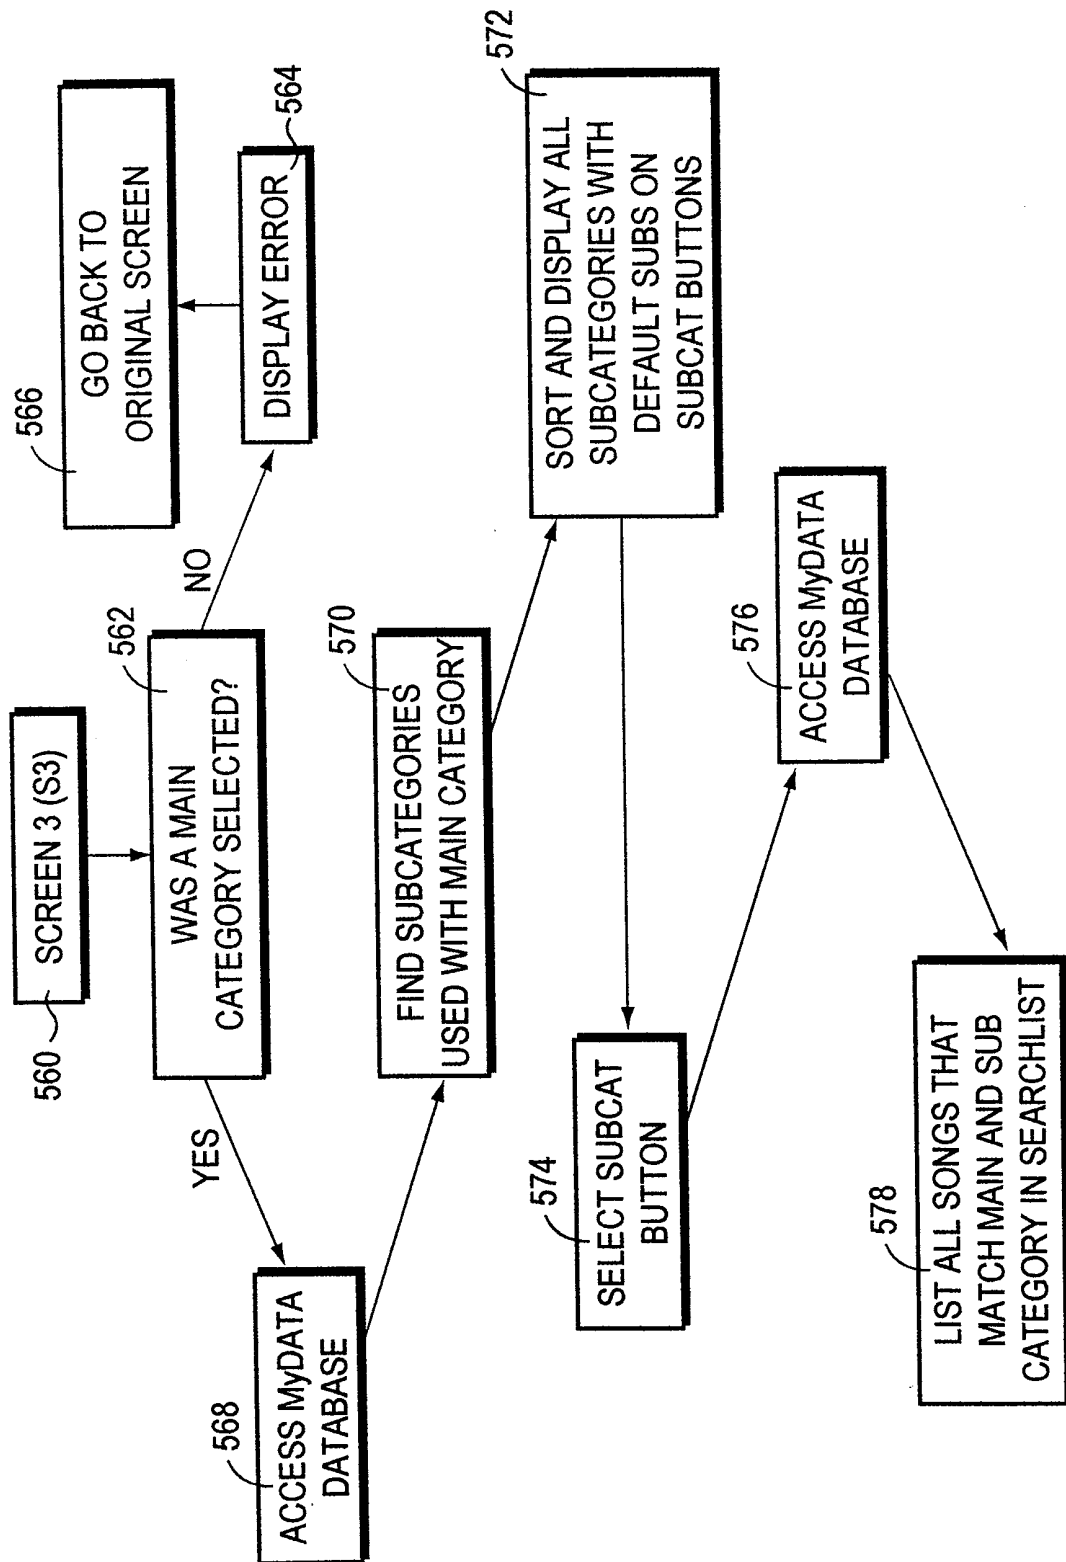 560
SCREEN 3 (S3)
562
WAS A MAIN
CATEGORY SELECTED?
NO
564
DISPLAY ERROR
566
GO BACK TO
ORIGINAL SCREEN
YES
568
ACCESS MyDATA
DATABASE
570
FIND SUBCATEGORIES
USED WITH MAIN CATEGORY
572
SORT AND DISPLAY ALL
SUBCATEGORIES WITH
DEFAULT SUBS ON
SUBCAT BUTTONS
574
SELECT SUBCAT
BUTTON
576
ACCESS MyDATA
DATABASE
578
LIST ALL SONGS THAT
MATCH MAIN AND SUB
CATEGORY IN SEARCHLIST